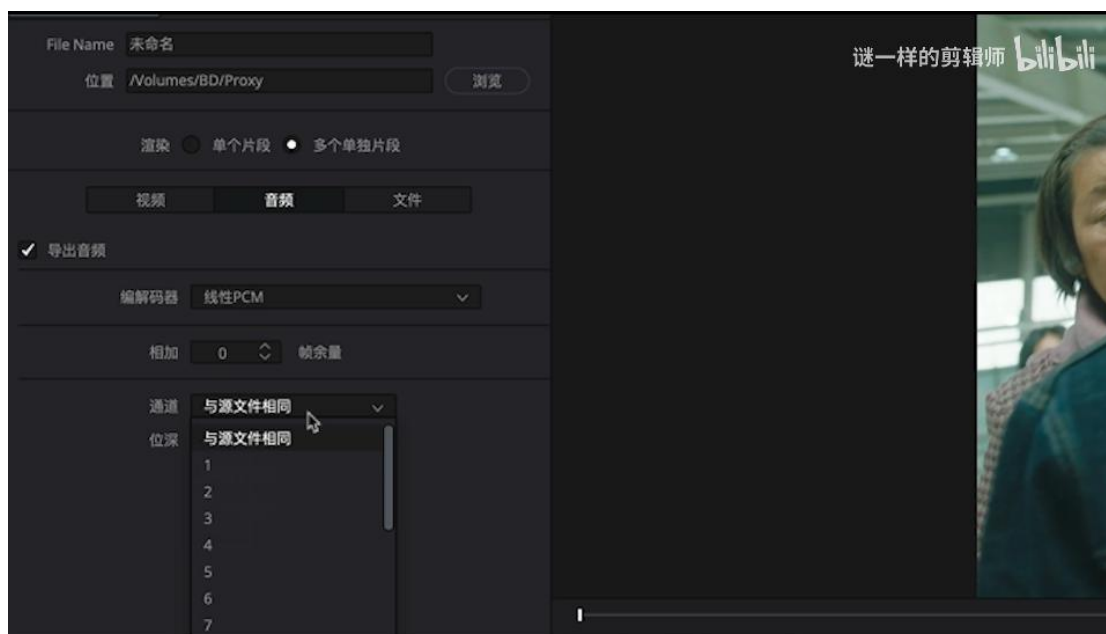 File Name 未命名
谜一样的剪辑师 bilibili
位置 /Volumes/BD/Proxy 浏览
渲染 单个片段 多个单独片段
视频 音频 文件
导出音频
编解码器 线性PCM
相加 0 帧余量
通道 与源文件相同
位深 与源文件相同
1
2
3
4
5
6
7